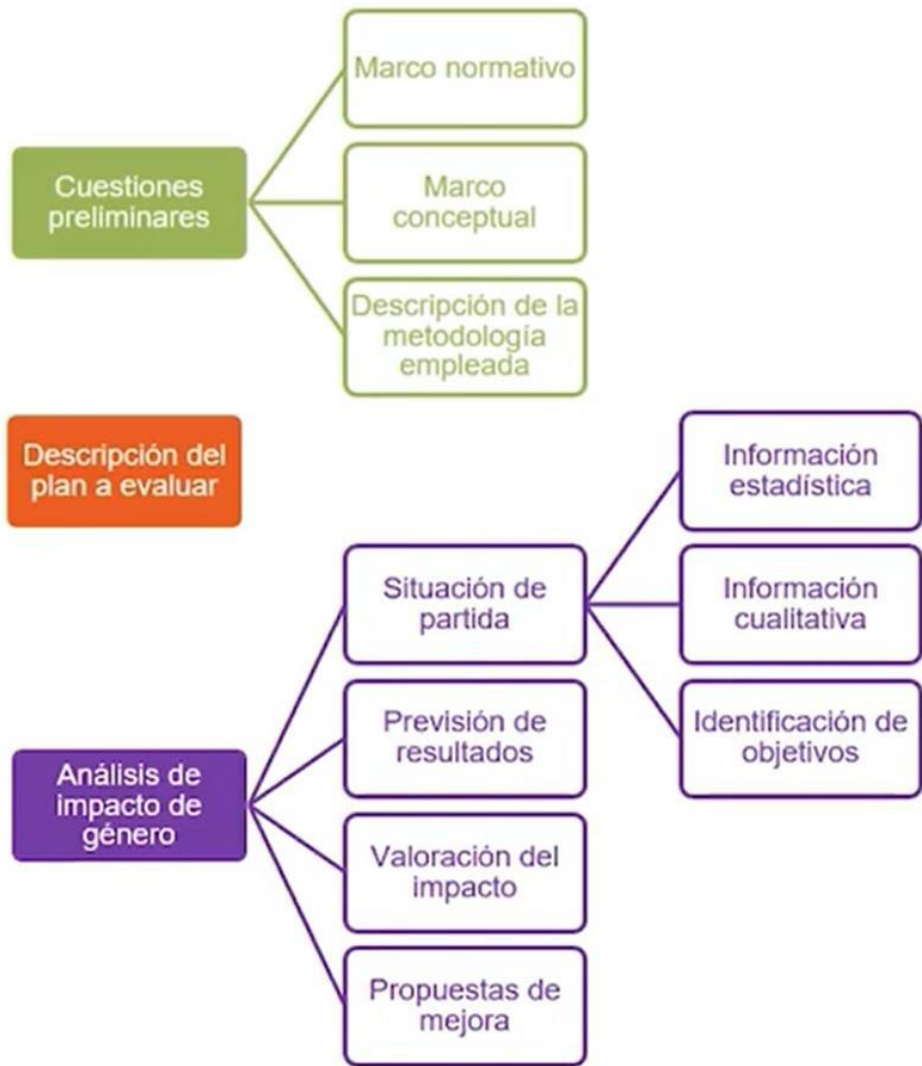 Marco normativo
Cuestiones
preliminares
Marco
conceptual
Descripción de la
metodología
empleada
Descripción del
plan a evaluar
Análisis de
impacto de
género
Situación de
partida
Información
estadística
Información
cualitativa
Identificación de
objetivos
Previsión de
resultados
Valoración del
impacto
Propuestas de
mejora